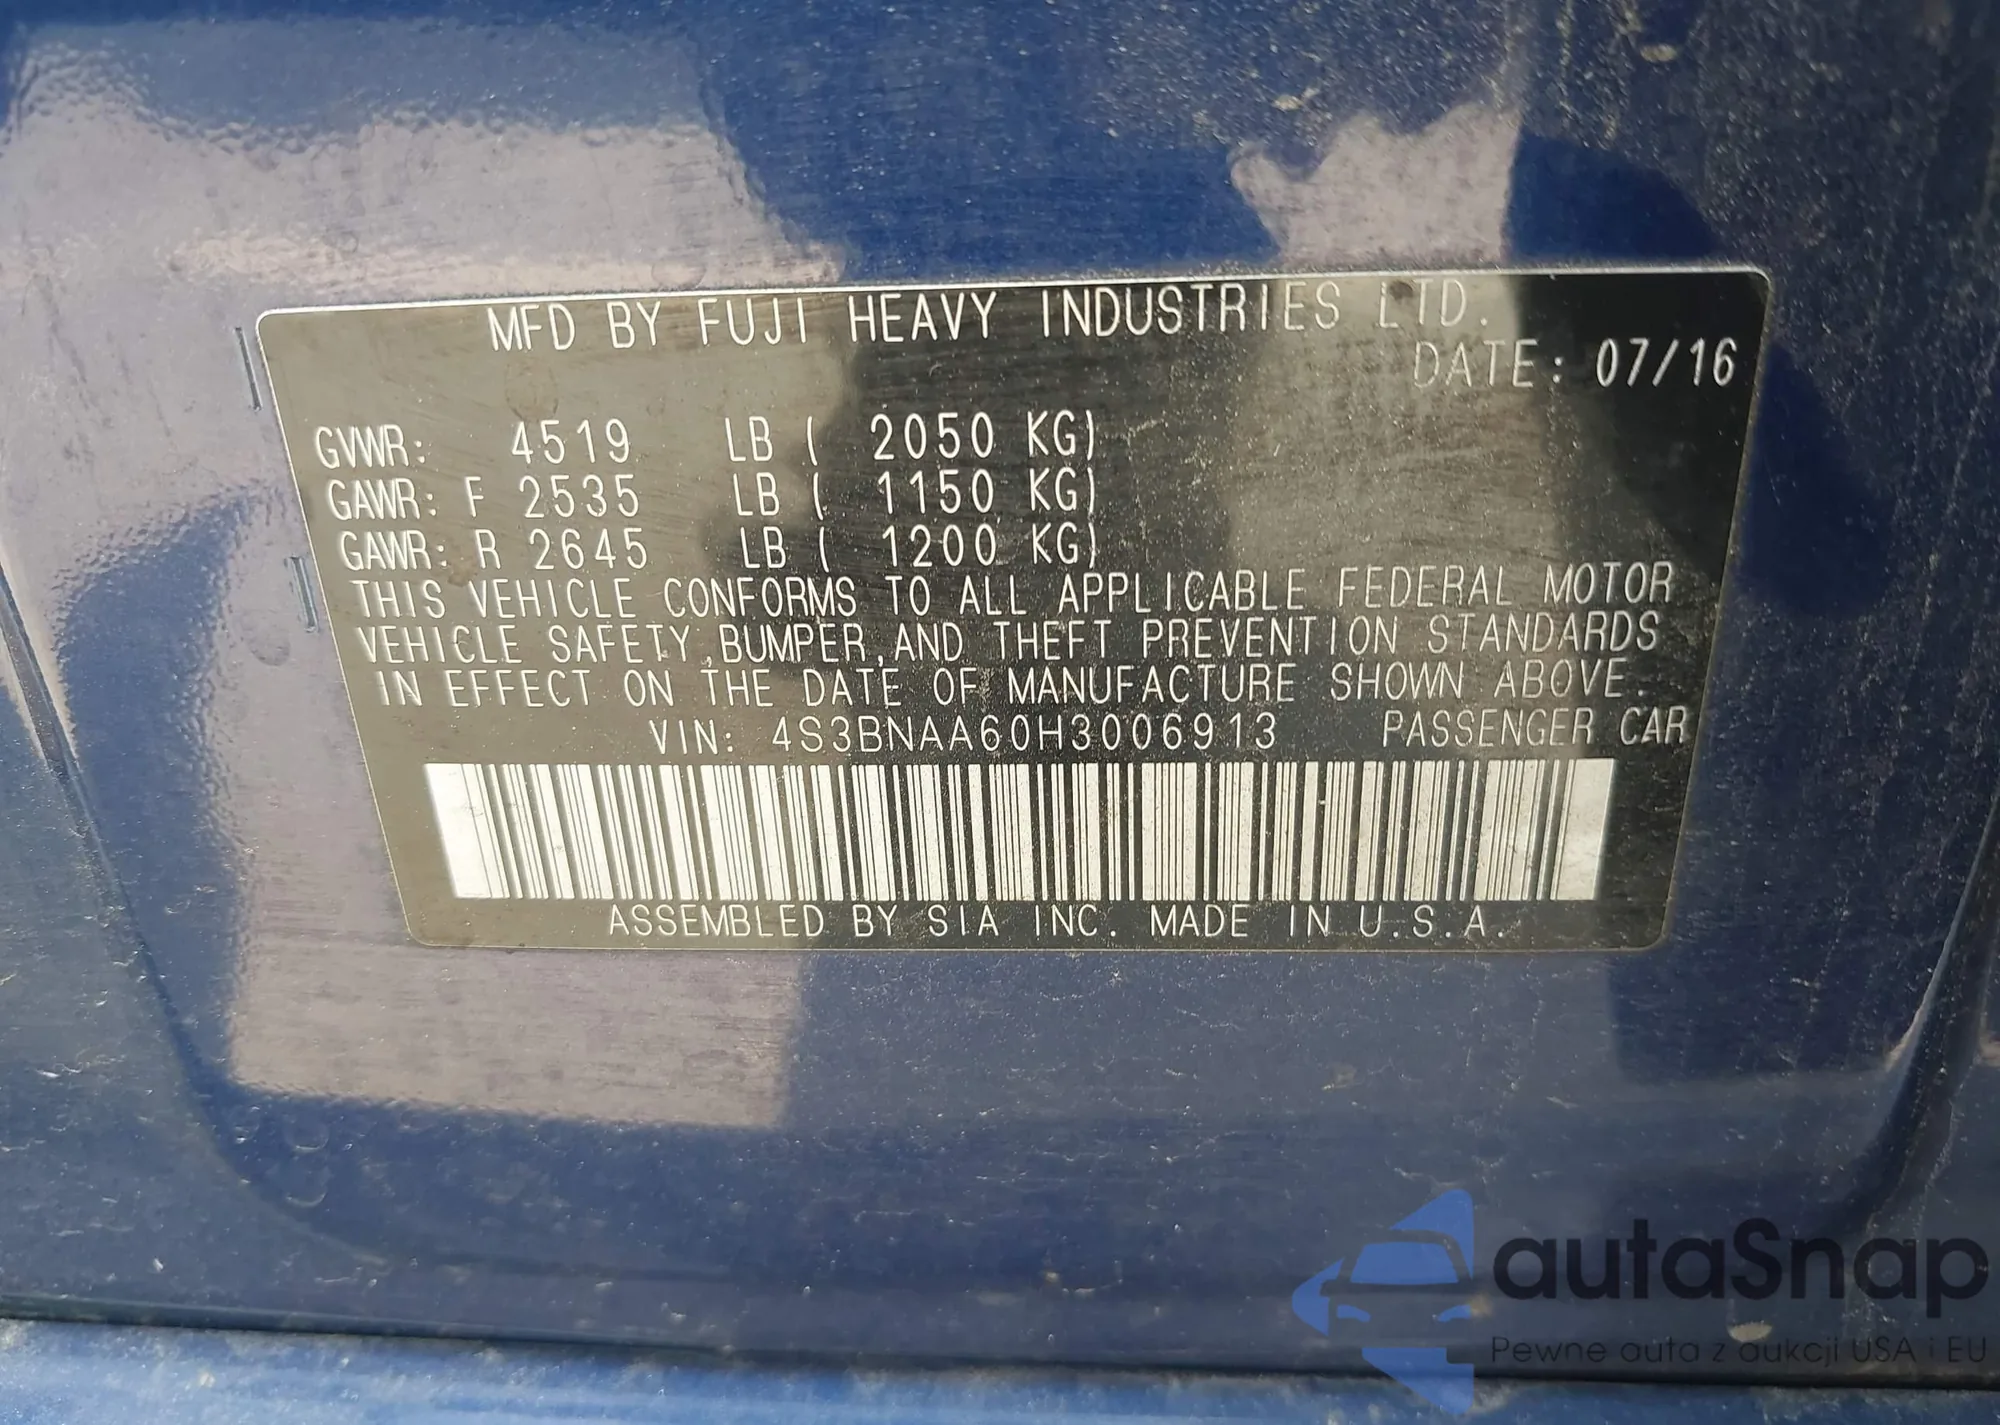 MFD BY FUJI HEAVY INDUSTRIES LTD.
DATE: 07/16
GVWR: 4519 LB ( 2050 KG)
GAWR: F 2535 LB ( 1150 KG)
GAWR: R 2645 LB ( 1200 KG)
THIS VEHICLE CONFORMS TO ALL APPLICABLE FEDERAL MOTOR
VEHICLE SAFETY,BUMPER,AND THEFT PREVENTION STANDARDS
IN EFFECT ON THE DATE OF MANUFACTURE SHOWN ABOVE.
VIN: 4S3BNAA60H3006913 PASSENGER CAR
ASSEMBLED BY SIA INC. MADE IN U.S.A.
autaSnap
Pewne auta z aukcji USA i EU